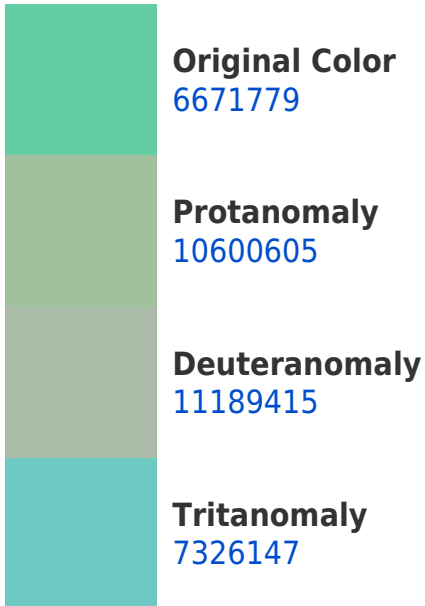 Original Color
6671779
Protanomaly
10600605
Deuteranomaly
11189415
Tritanomaly
7326147